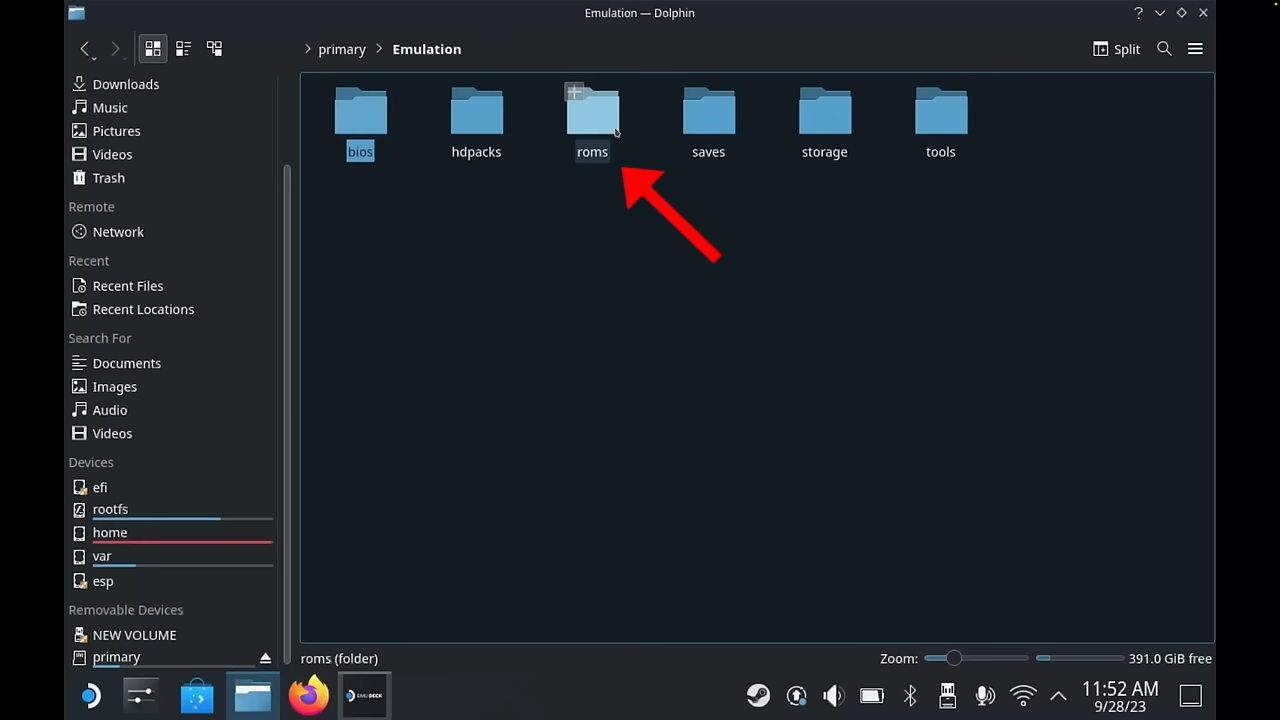 Emulation — Dolphin
primary
Emulation
Split
Downloads
Music
Pictures
Videos
Trash
Remote
Network
Recent
Recent Files
Recent Locations
Search For
Documents
Images
Audio
Videos
Devices
efi
rootfs
home
var
esp
Removable Devices
NEW VOLUME
primary
bios
hdpacks
roms
saves
storage
tools
roms (folder)
Zoom:
391.0 GiB free
EMUDECK
11:52 AM
9/28/23